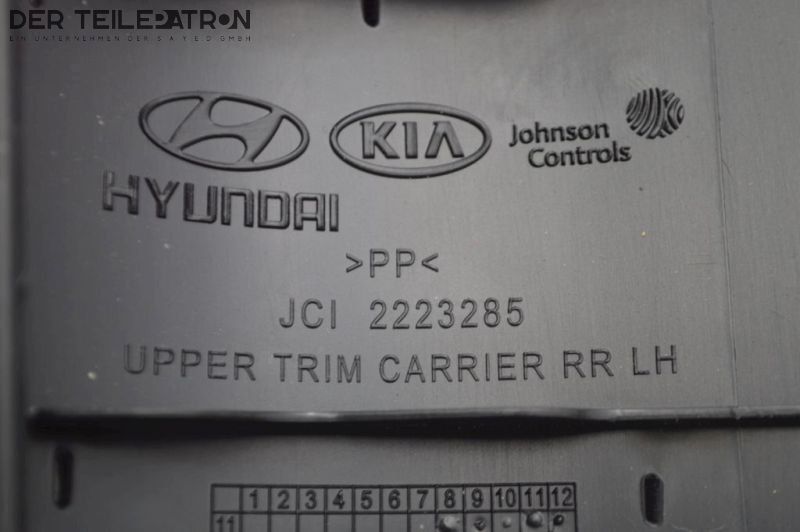 DER TEILEPATRON
EIN UNTERNEHMEN DER S A Y E D GMBH
HYUNDAI
KIA
Johnson
Controls
>PP<
JCI 2223285
UPPER TRIM CARRIER RR LH
1 2 3 4 5 6 7 8 9 10 11 12
11